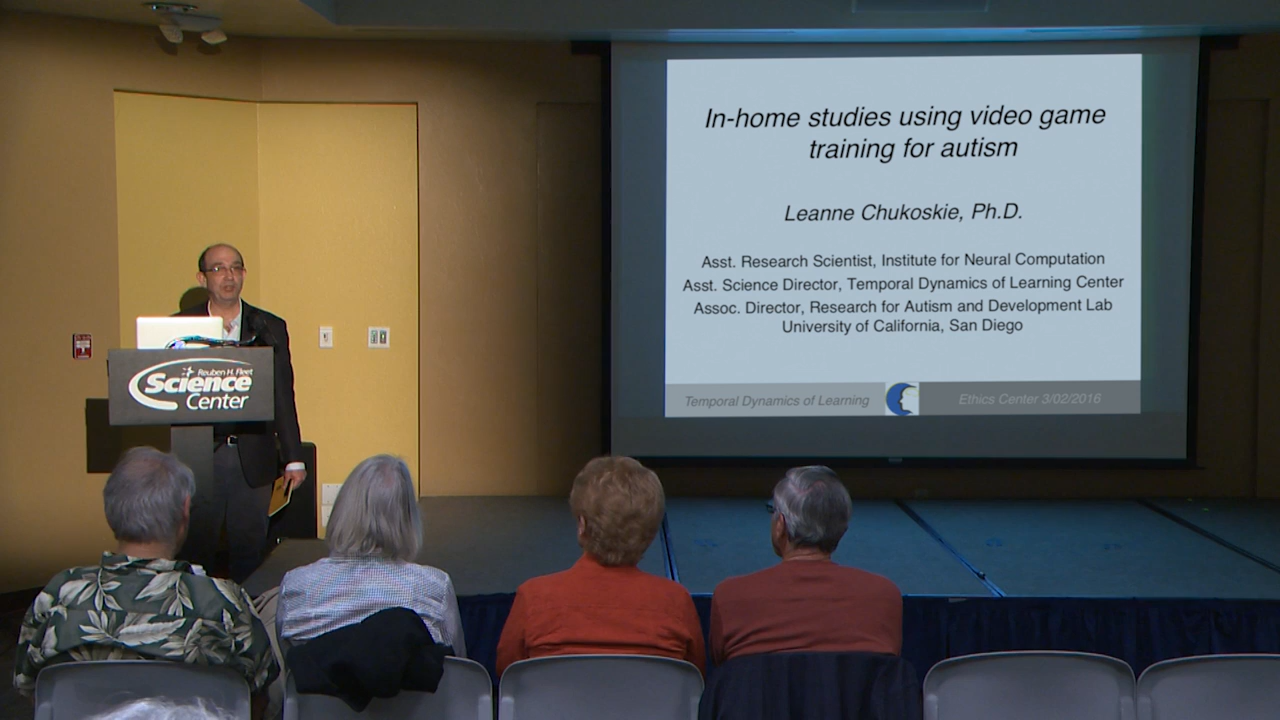 In-home studies using video game
training for autism
Leanne Chukoskie, Ph.D.
Asst. Research Scientist, Institute for Neural Computation
Asst. Science Director, Temporal Dynamics of Learning Center
Assoc. Director, Research for Autism and Development Lab
University of California, San Diego
Temporal Dynamics of Learning
Ethics Center 3/02/2016
Reuben H. Fleet
Science
Center